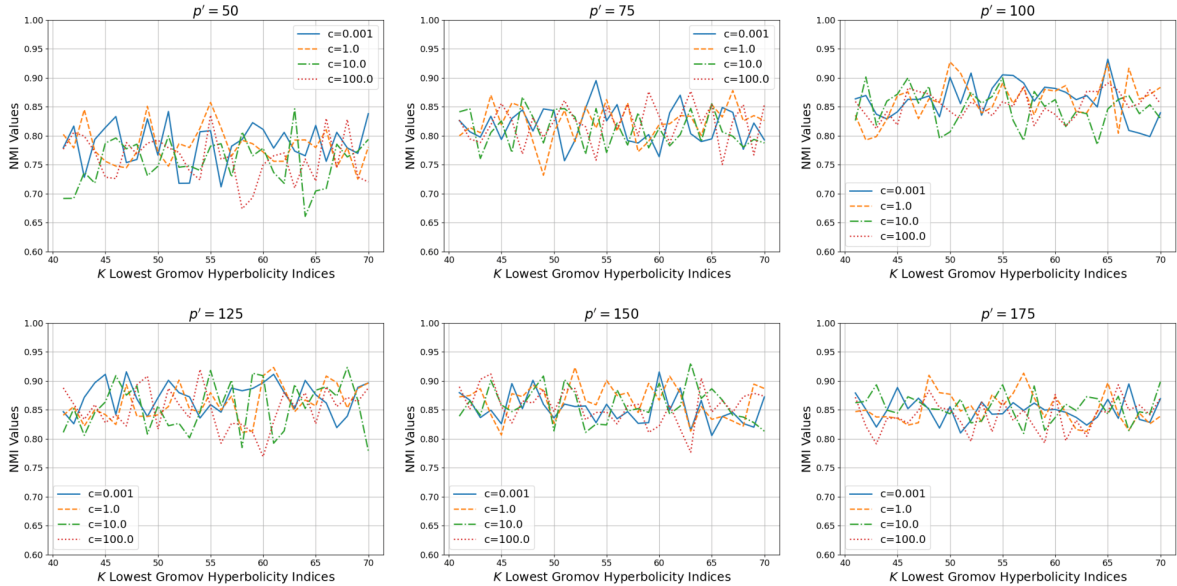 p′ = 50
NMI Values
1.00
0.95
0.90
0.85
0.80
0.75
0.70
0.65
0.60
c=0.001
c=1.0
c=10.0
c=100.0
40 45 50 55 60 65 70
K Lowest Gromov Hyperbolicity Indices
p′ = 75
NMI Values
1.00
0.95
0.90
0.85
0.80
0.75
0.70
0.65
0.60
c=0.001
c=1.0
c=10.0
c=100.0
40 45 50 55 60 65 70
K Lowest Gromov Hyperbolicity Indices
p′ = 100
NMI Values
1.00
0.95
0.90
0.85
0.80
0.75
0.70
0.65
0.60
c=0.001
c=1.0
c=10.0
c=100.0
40 45 50 55 60 65 70
K Lowest Gromov Hyperbolicity Indices
p′ = 125
NMI Values
1.00
0.95
0.90
0.85
0.80
0.75
0.70
0.65
0.60
c=0.001
c=1.0
c=10.0
c=100.0
40 45 50 55 60 65 70
K Lowest Gromov Hyperbolicity Indices
p′ = 150
NMI Values
1.00
0.95
0.90
0.85
0.80
0.75
0.70
0.65
0.60
c=0.001
c=1.0
c=10.0
c=100.0
40 45 50 55 60 65 70
K Lowest Gromov Hyperbolicity Indices
p′ = 175
NMI Values
1.00
0.95
0.90
0.85
0.80
0.75
0.70
0.65
0.60
c=0.001
c=1.0
c=10.0
c=100.0
40 45 50 55 60 65 70
K Lowest Gromov Hyperbolicity Indices